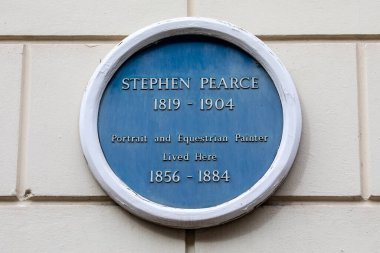 STEPHEN PEARCE
1819 - 1904
Portrait and Equestrian Painter
Lived Here
1856 - 1884